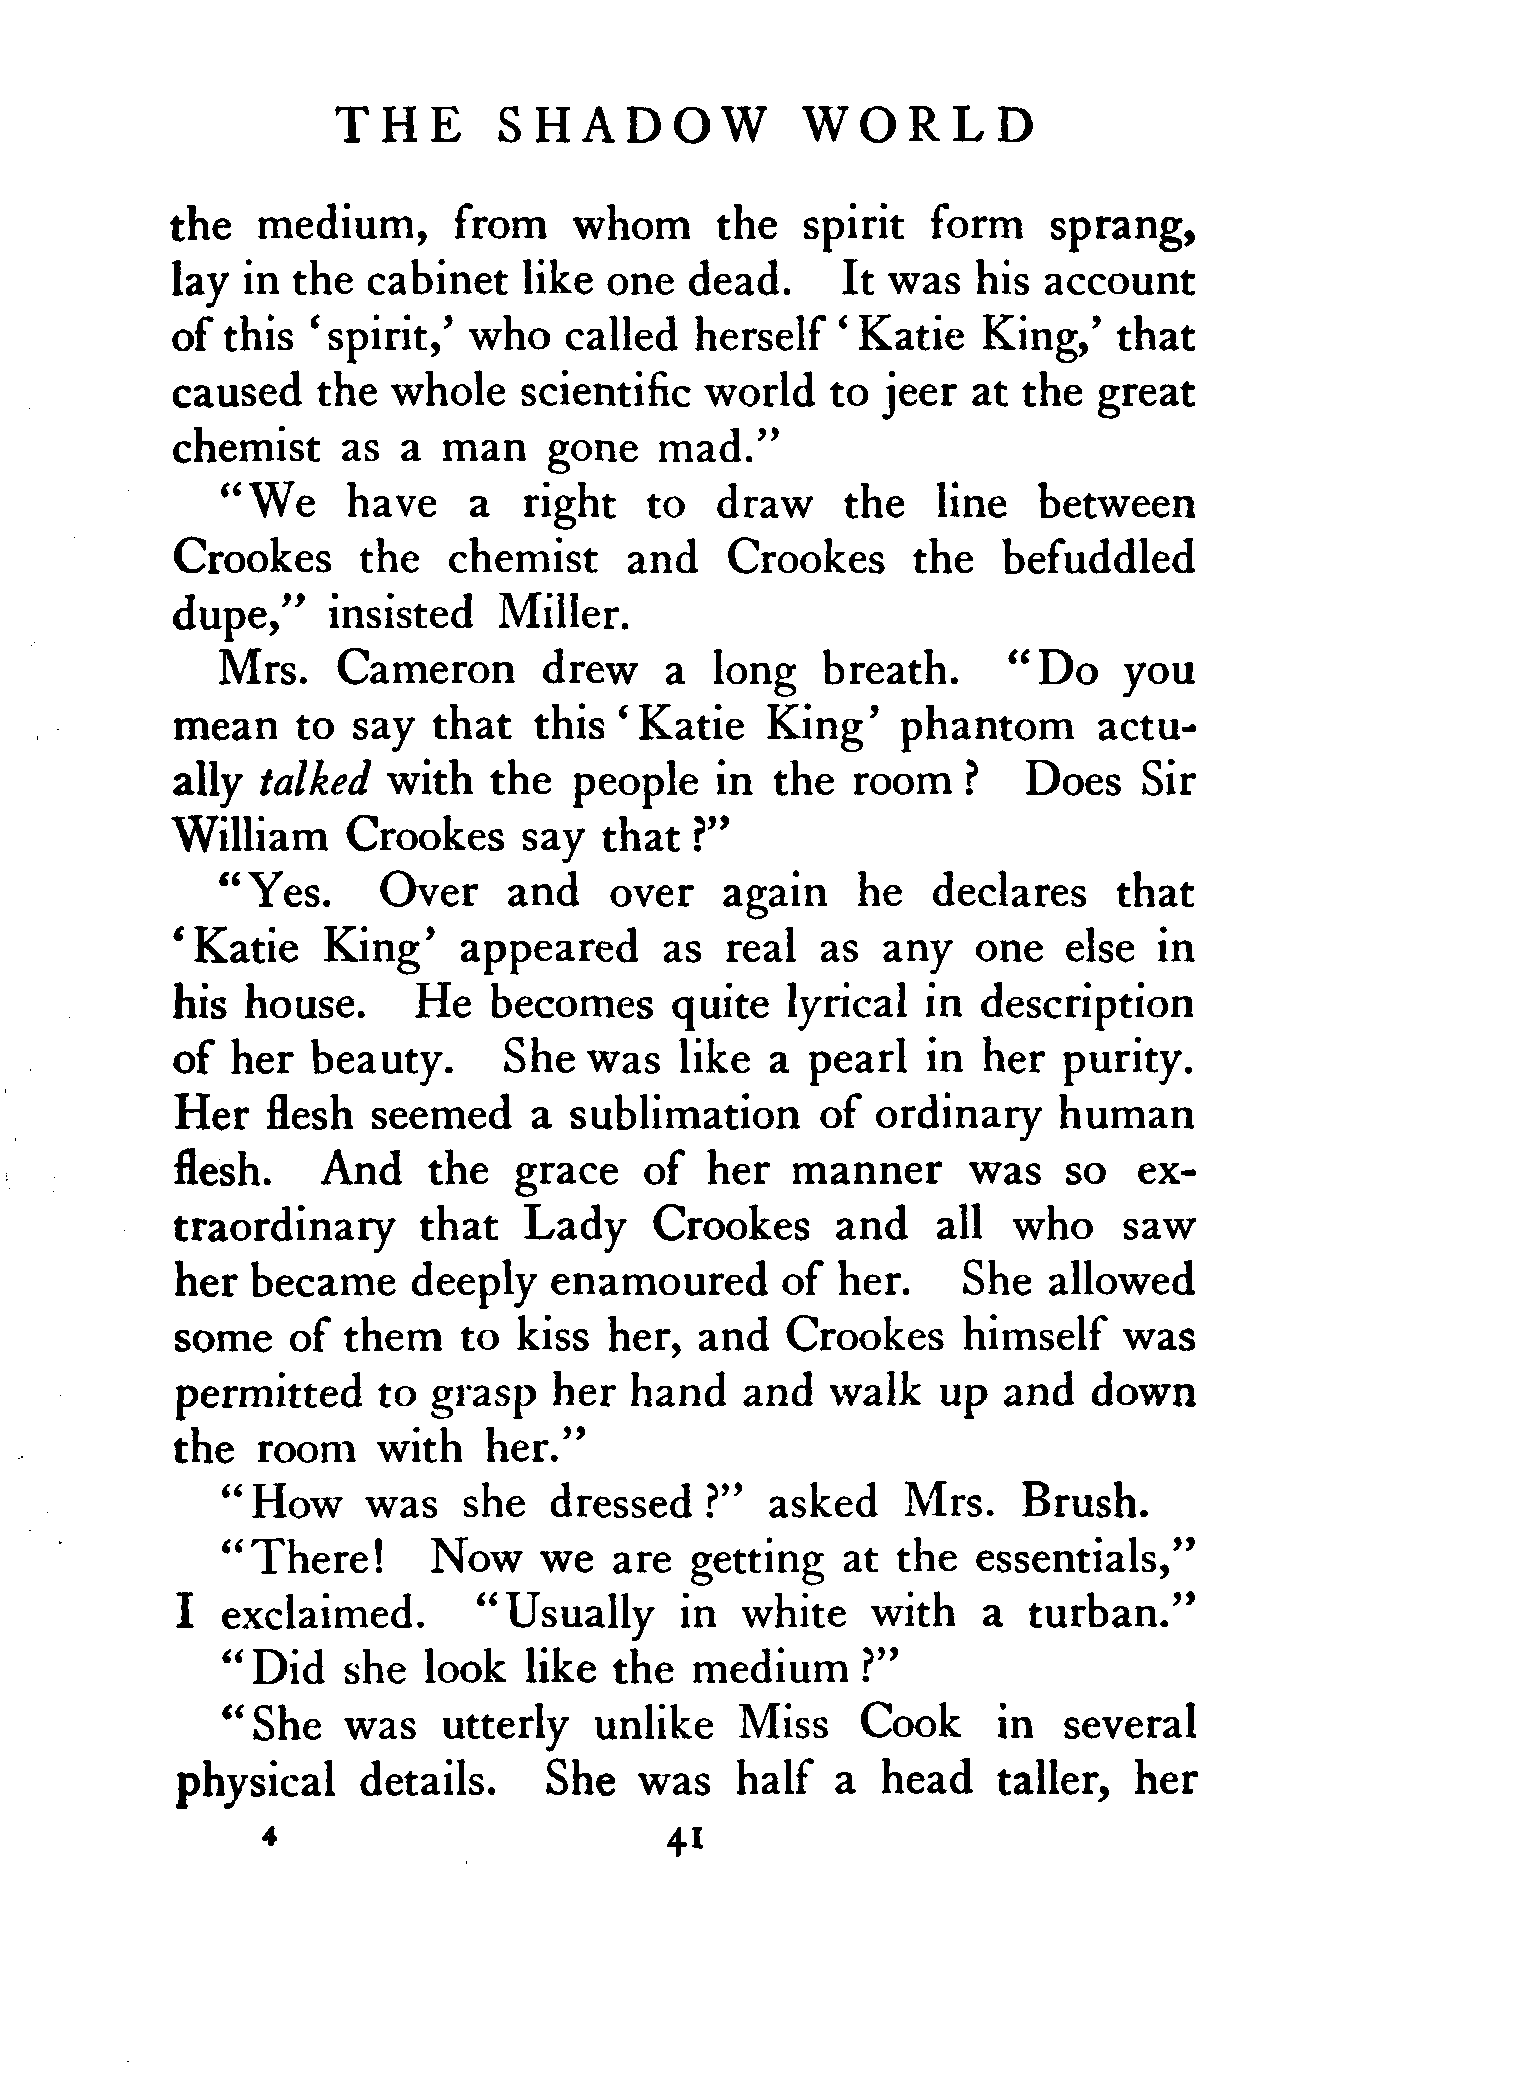 THE SHADOW WORLD
the medium, from whom the spirit form sprang,
lay in the cabinet like one dead. It was his account
of this ‘spirit,’ who called herself ‘Katie King,’ that
caused the whole scientific world to jeer at the great
chemist as a man gone mad.”
“We have a right to draw the line between
Crookes the chemist and Crookes the befuddled
dupe,” insisted Miller.
Mrs. Cameron drew a long breath. “Do you
mean to say that this ‘Katie King’ phantom actu-
ally talked with the people in the room? Does Sir
William Crookes say that?”
“Yes. Over and over again he declares that
‘Katie King’ appeared as real as any one else in
his house. He becomes quite lyrical in description
of her beauty. She was like a pearl in her purity.
Her flesh seemed a sublimation of ordinary human
flesh. And the grace of her manner was so ex-
traordinary that Lady Crookes and all who saw
her became deeply enamoured of her. She allowed
some of them to kiss her, and Crookes himself was
permitted to grasp her hand and walk up and down
the room with her.”
“How was she dressed?” asked Mrs. Brush.
“There! Now we are getting at the essentials,”
I exclaimed. “Usually in white with a turban.”
“Did she look like the medium?”
“She was utterly unlike Miss Cook in several
physical details. She was half a head taller, her
4 41